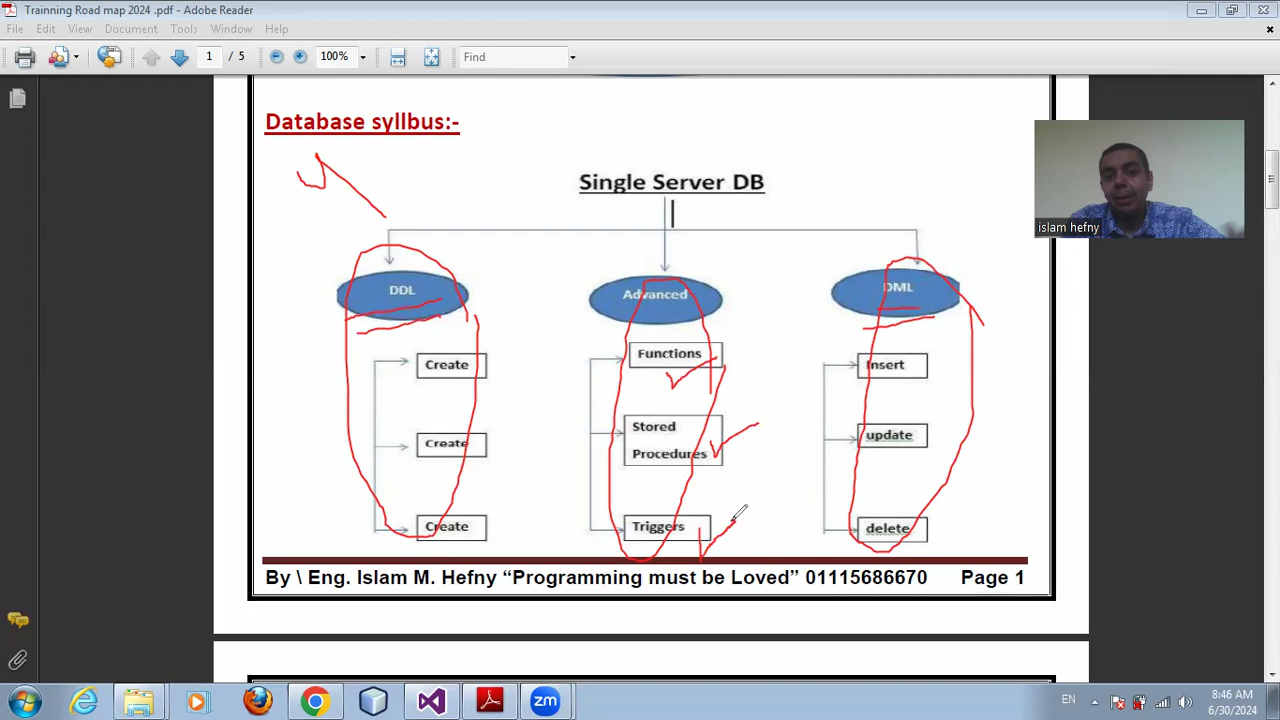 Trainning Road map 2024 .pdf - Adobe Reader
File Edit View Document Tools Window Help
1 / 5 100% Find
Database syllbus:-
Single Server DB
islam hefny
DDL Advanced DML
Create Functions Insert
Create Stored Procedures update
Create Triggers delete
By \ Eng. Islam M. Hefny “Programming must be Loved” 01115686670 Page 1
zm
EN
8:46 AM
6/30/2024